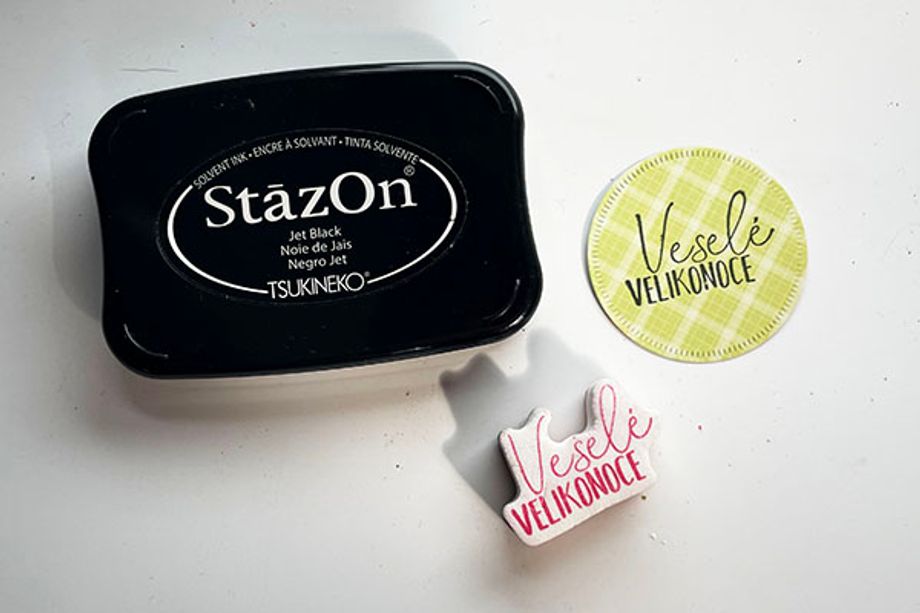 SOLVENT INK • ENCRE À SOLVANT • TINTA SOLVENTE
StāzOn®
Jet Black
Noie de Jais
Negro Jet
TSUKINEKO®
Veselé
VELIKONOCE
Veselé
VELIKONOCE